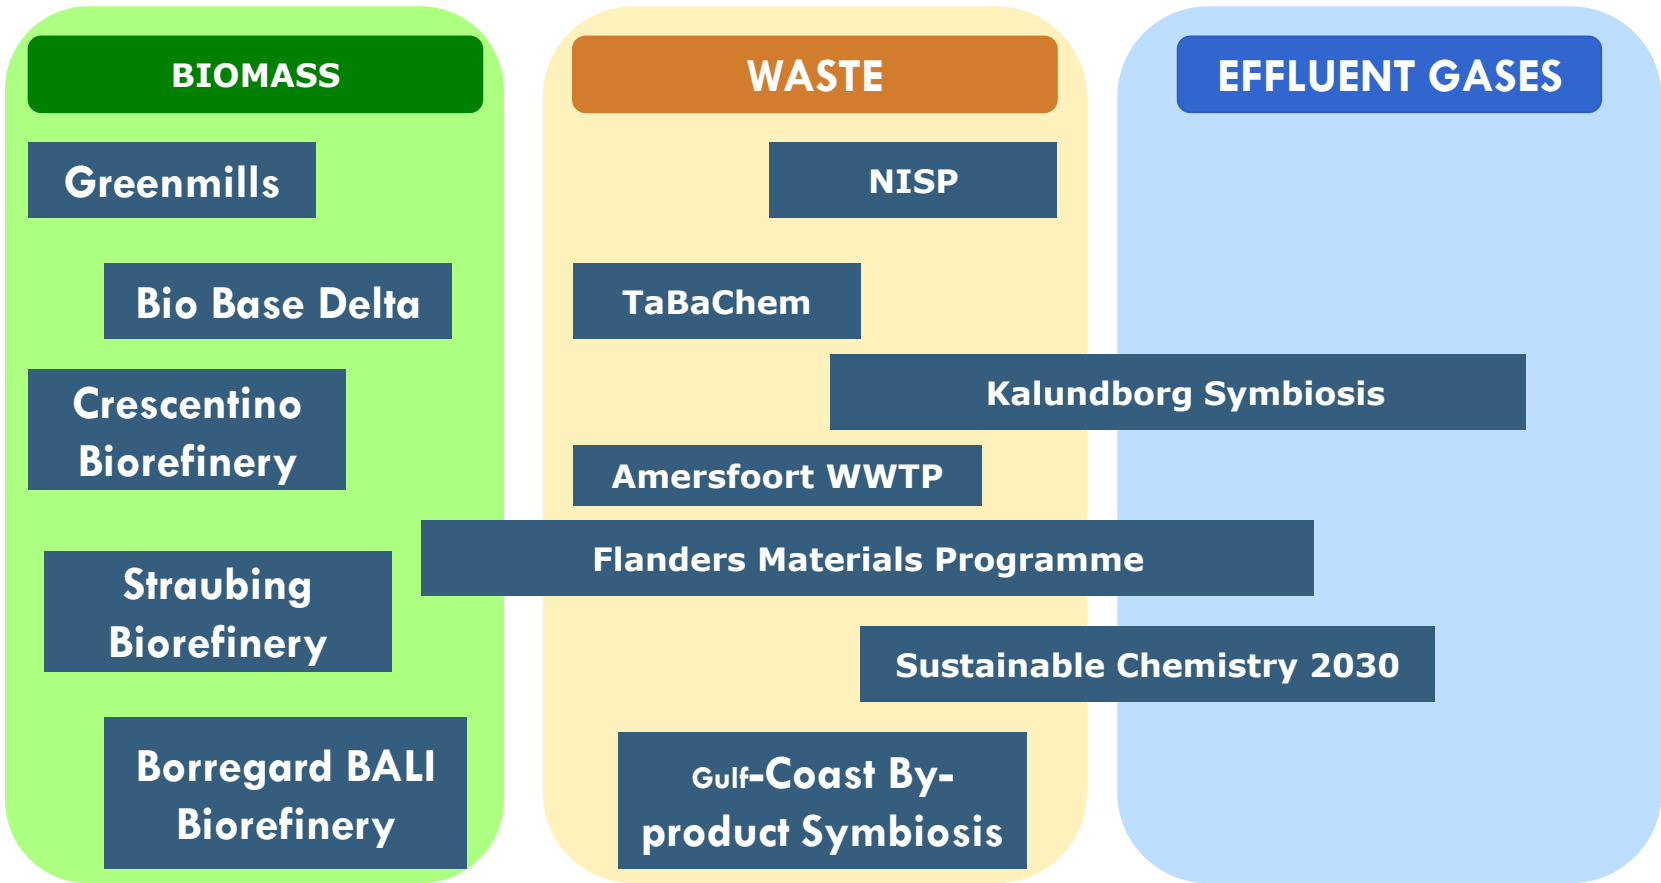 BIOMASS
WASTE
EFFLUENT GASES
Greenmills
NISP
Bio Base Delta
TaBaChem
Crescentino
Biorefinery
Kalundborg Symbiosis
Amersfoort WWTP
Flanders Materials Programme
Straubing
Biorefinery
Sustainable Chemistry 2030
Borregard BALI
Biorefinery
Gulf-Coast By-
product Symbiosis